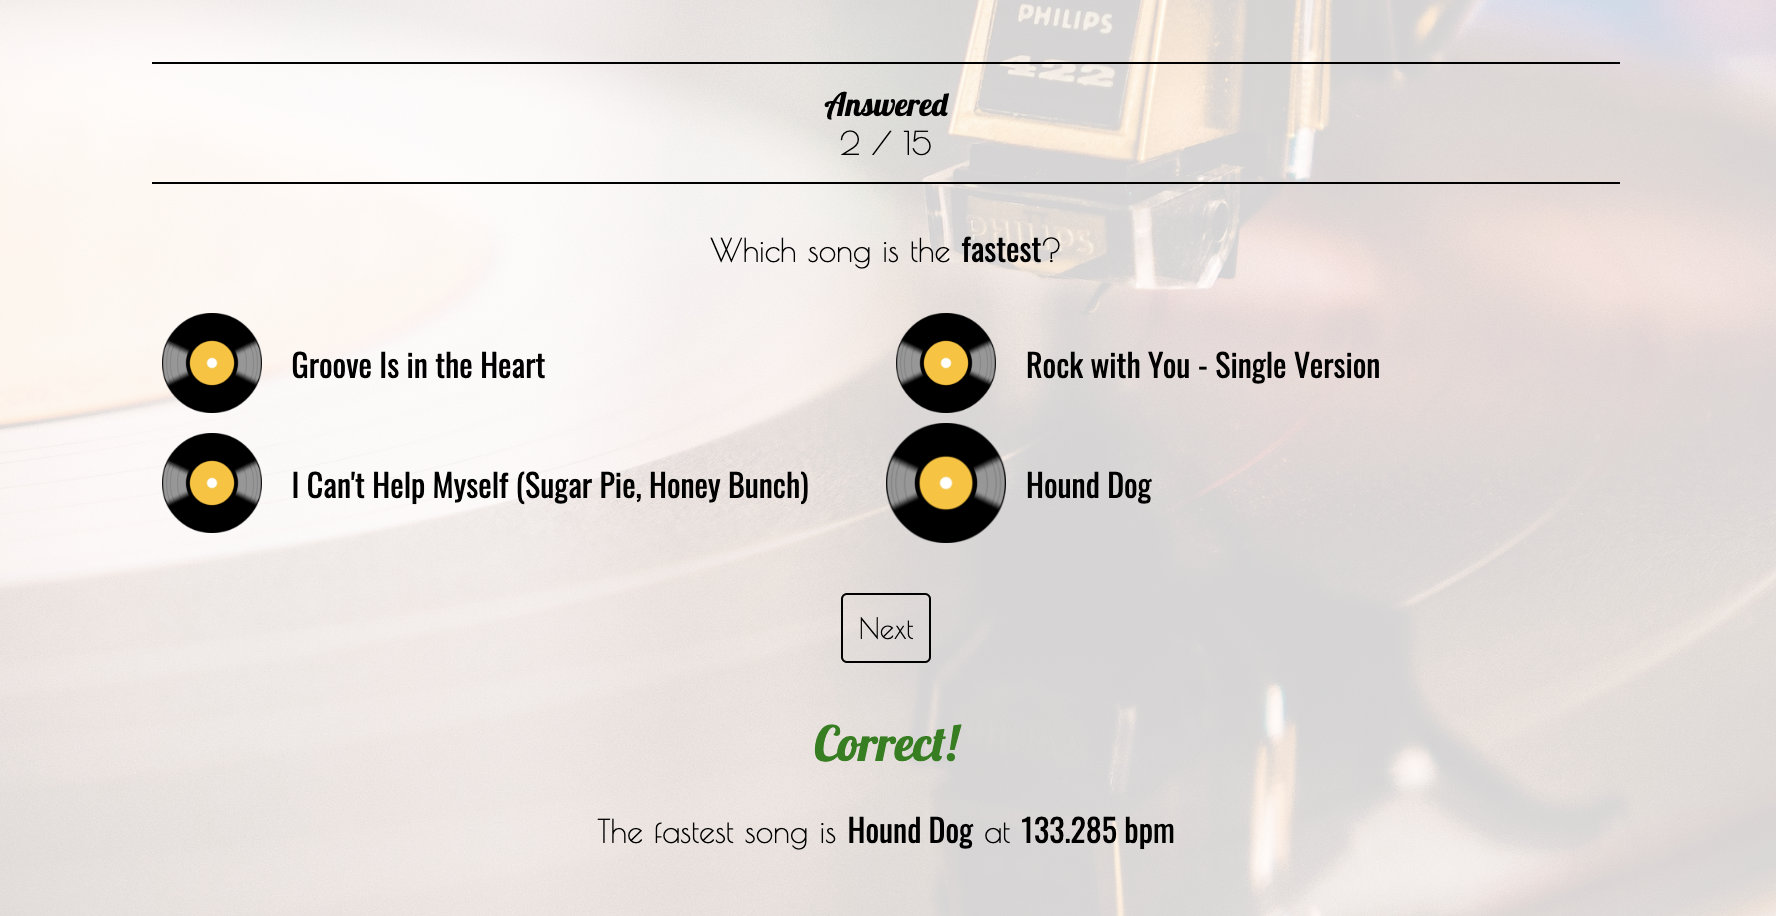 PHILIPS
422
PHILIPS
Answered
2 / 15
Which song is the fastest?
Groove Is in the Heart
Rock with You - Single Version
I Can't Help Myself (Sugar Pie, Honey Bunch)
Hound Dog
Next
Correct!
The fastest song is Hound Dog at 133.285 bpm